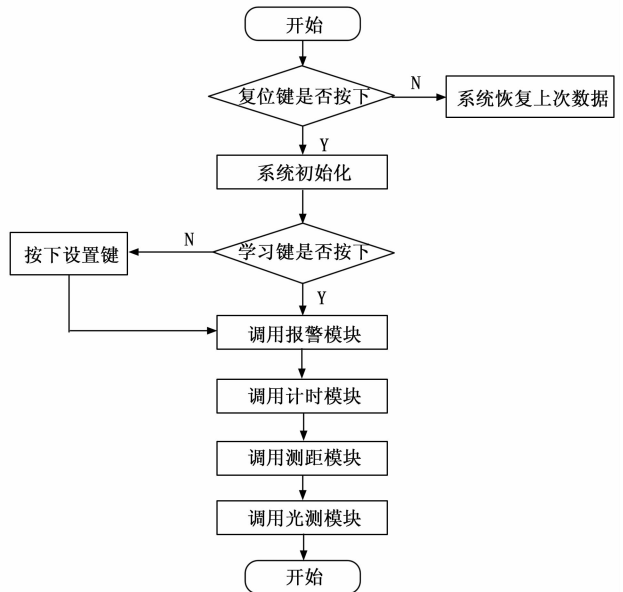 开始
复位键是否按下
N
系统恢复上次数据
Y
系统初始化
学习键是否按下
N
按下设置键
Y
调用报警模块
调用计时模块
调用测距模块
调用光测模块
开始